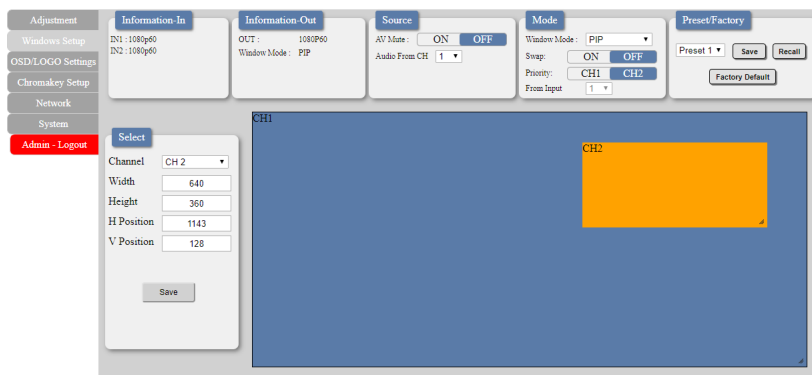 Adjustment
Windows Setup
OSD/LOGO Settings
Chromakey Setup
Network
System
Admin - Logout
Information-In
IN1 : 1080p60
IN2 : 1080p60
Information-Out
OUT : 1080P60
Window Mode : PIP
Source
AV Mute : ON OFF
Audio From CH 1
Mode
Window Mode : PIP
Swap: ON OFF
Priority: CH1 CH2
From Input 1
Preset/Factory
Preset 1 Save Recall
Factory Default
Select
Channel CH 2
Width 640
Height 360
H Position 1143
V Position 128
Save
CH1
CH2